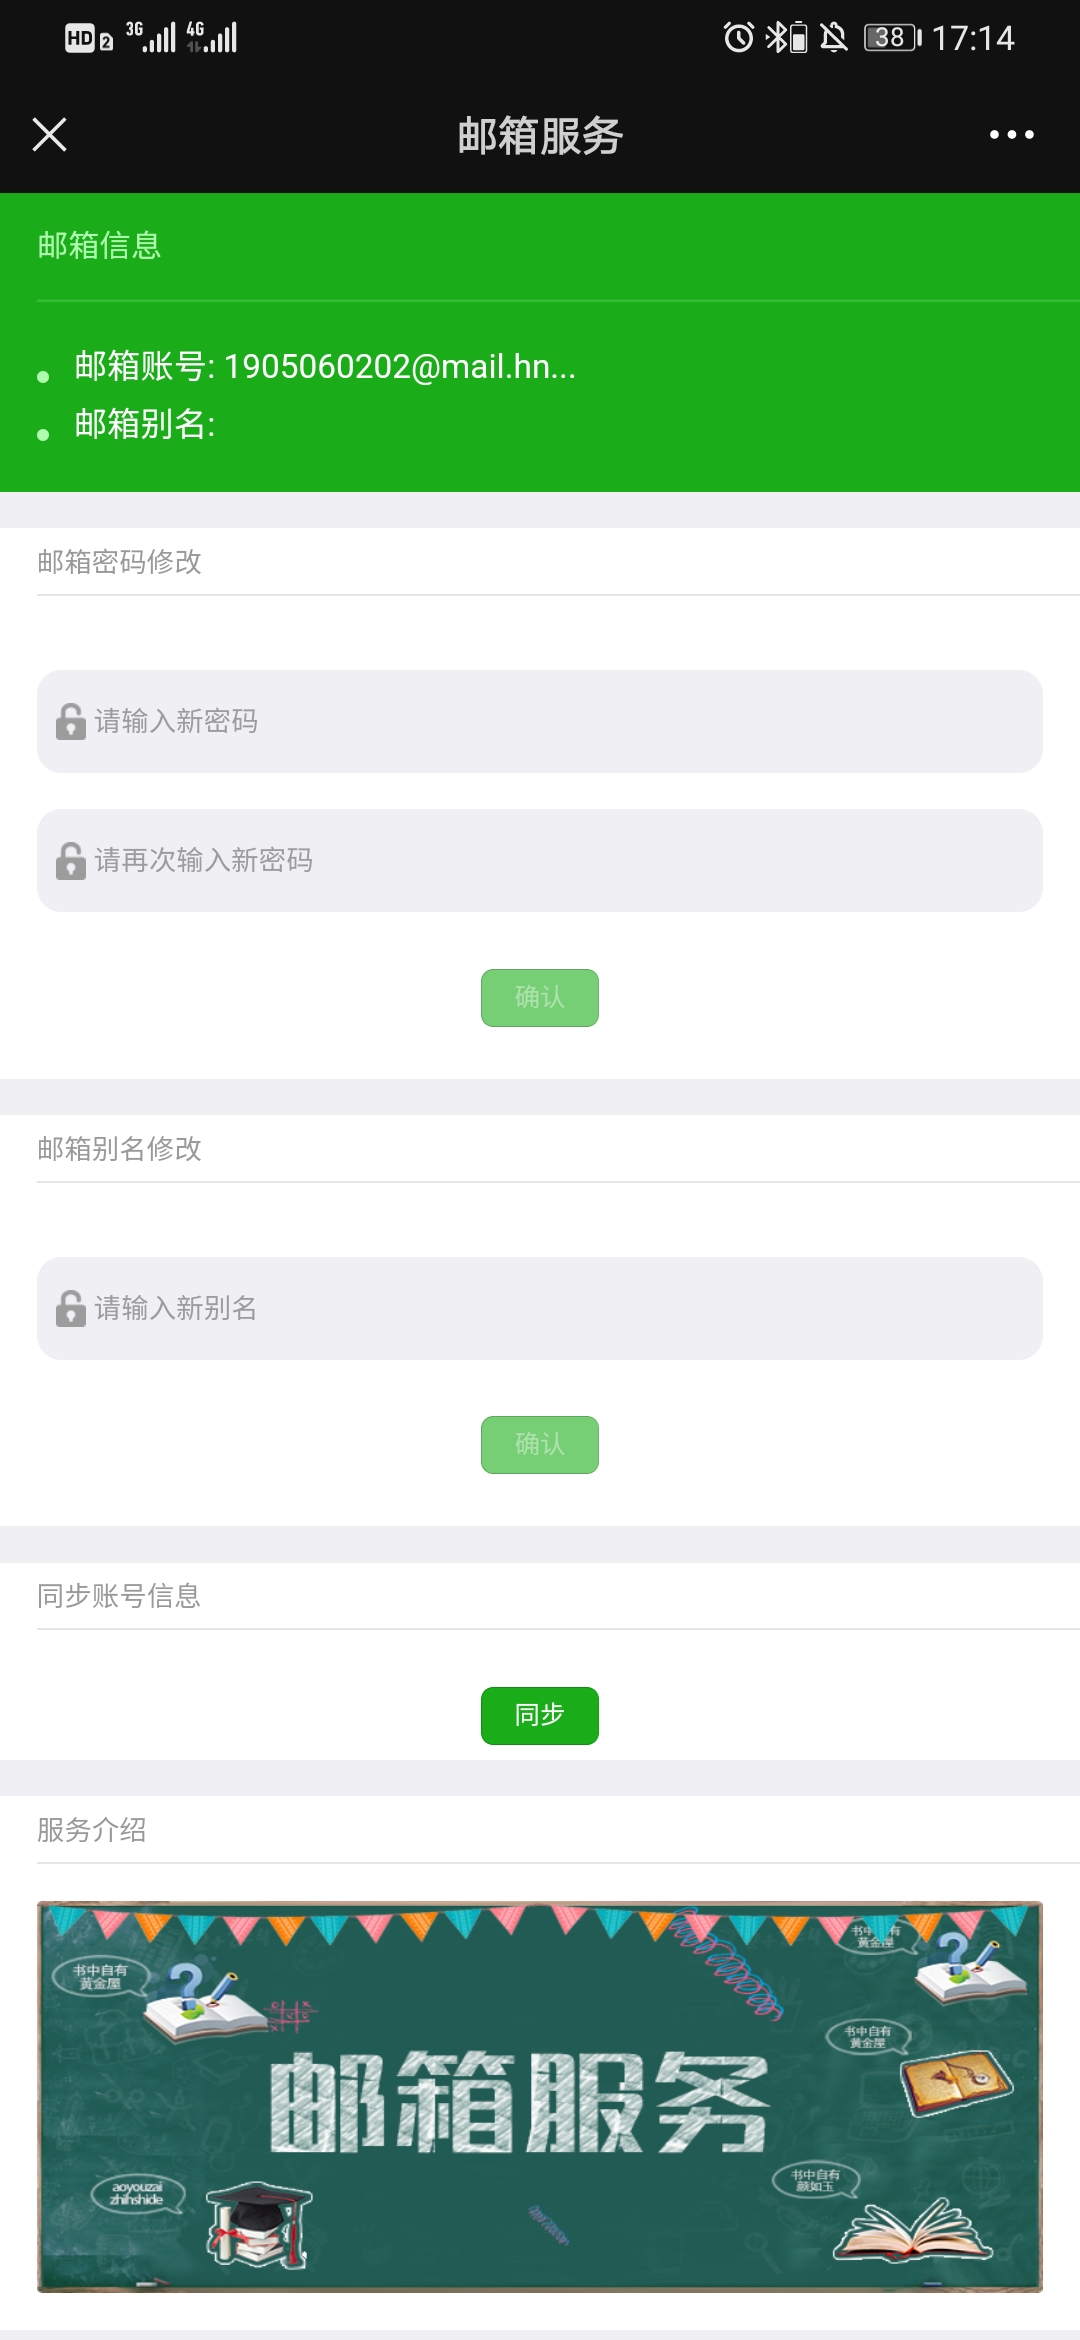 HD 2 3G 4G 38 17:14
邮箱服务
邮箱信息
邮箱账号: 1905060202@mail.hn...
邮箱别名:
邮箱密码修改
请输入新密码
请再次输入新密码
确认
邮箱别名修改
请输入新别名
确认
同步账号信息
同步
服务介绍
书中自有
黄金屋
书中 有
黄金屋
书中自有
黄金屋
邮箱服务
aoyouzai
zhihshide
书中自有
颜如玉